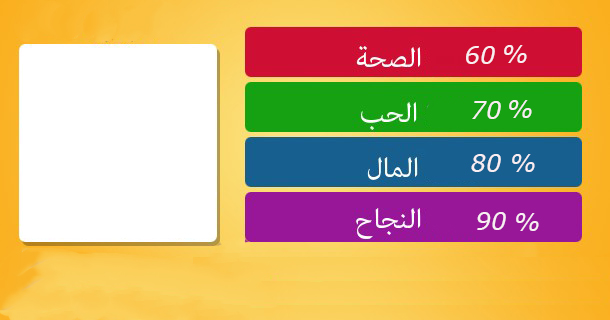 الصحة 60 %
الحب 70 %
المال 80 %
النجاح 90 %